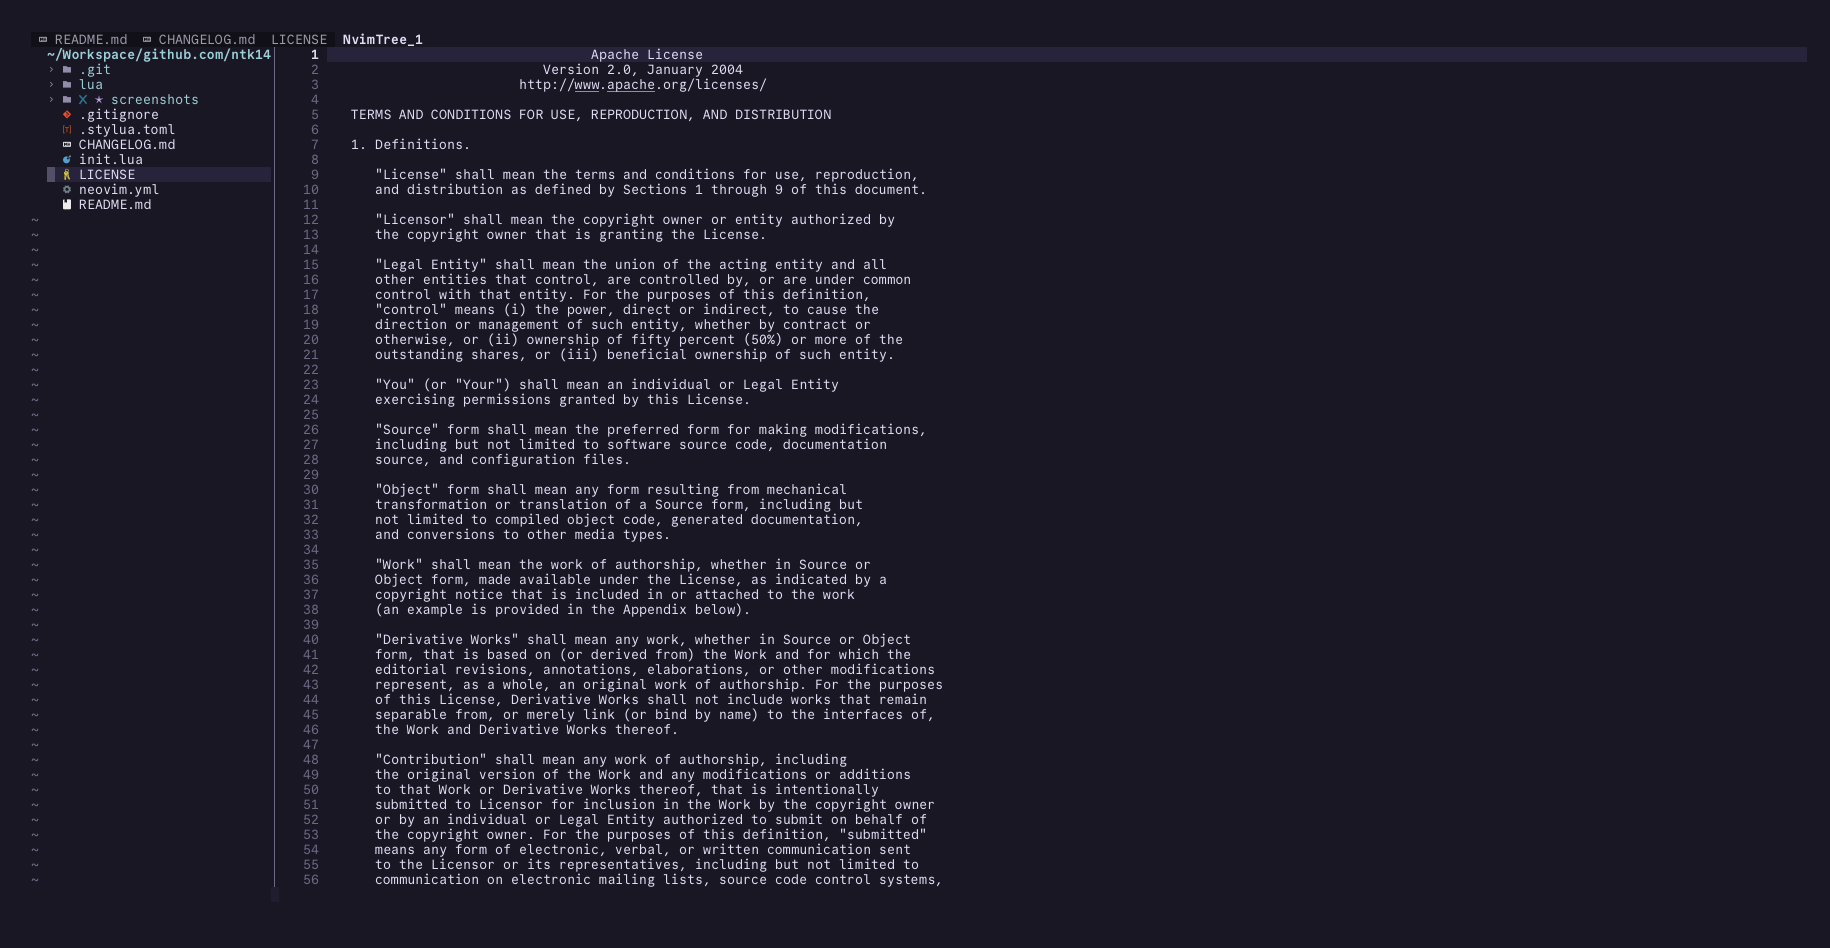 README.md CHANGELOG.md LICENSE NvimTree_1
~/Workspace/github.com/ntk14
.git
lua
screenshots
.gitignore
.stylua.toml
CHANGELOG.md
init.lua
LICENSE
neovim.yml
README.md
1 Apache License
2 Version 2.0, January 2004
3 http://www.apache.org/licenses/
4
5 TERMS AND CONDITIONS FOR USE, REPRODUCTION, AND DISTRIBUTION
6
7 1. Definitions.
8
9 "License" shall mean the terms and conditions for use, reproduction,
10 and distribution as defined by Sections 1 through 9 of this document.
11
12 "Licensor" shall mean the copyright owner or entity authorized by
13 the copyright owner that is granting the License.
14
15 "Legal Entity" shall mean the union of the acting entity and all
16 other entities that control, are controlled by, or are under common
17 control with that entity. For the purposes of this definition,
18 "control" means (i) the power, direct or indirect, to cause the
19 direction or management of such entity, whether by contract or
20 otherwise, or (ii) ownership of fifty percent (50%) or more of the
21 outstanding shares, or (iii) beneficial ownership of such entity.
22
23 "You" (or "Your") shall mean an individual or Legal Entity
24 exercising permissions granted by this License.
25
26 "Source" form shall mean the preferred form for making modifications,
27 including but not limited to software source code, documentation
28 source, and configuration files.
29
30 "Object" form shall mean any form resulting from mechanical
31 transformation or translation of a Source form, including but
32 not limited to compiled object code, generated documentation,
33 and conversions to other media types.
34
35 "Work" shall mean the work of authorship, whether in Source or
36 Object form, made available under the License, as indicated by a
37 copyright notice that is included in or attached to the work
38 (an example is provided in the Appendix below).
39
40 "Derivative Works" shall mean any work, whether in Source or Object
41 form, that is based on (or derived from) the Work and for which the
42 editorial revisions, annotations, elaborations, or other modifications
43 represent, as a whole, an original work of authorship. For the purposes
44 of this License, Derivative Works shall not include works that remain
45 separable from, or merely link (or bind by name) to the interfaces of,
46 the Work and Derivative Works thereof.
47
48 "Contribution" shall mean any work of authorship, including
49 the original version of the Work and any modifications or additions
50 to that Work or Derivative Works thereof, that is intentionally
51 submitted to Licensor for inclusion in the Work by the copyright owner
52 or by an individual or Legal Entity authorized to submit on behalf of
53 the copyright owner. For the purposes of this definition, "submitted"
54 means any form of electronic, verbal, or written communication sent
55 to the Licensor or its representatives, including but not limited to
56 communication on electronic mailing lists, source code control systems,